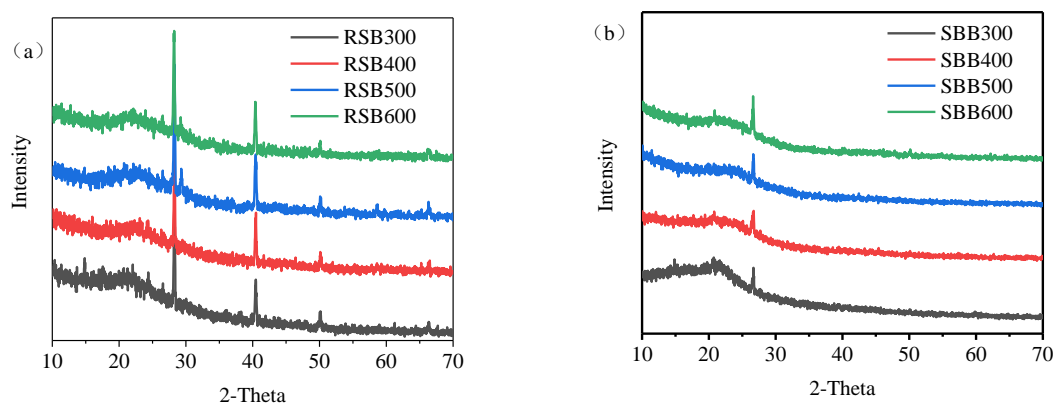 (a)
RSB300
RSB400
RSB500
RSB600
Intensity
10 20 30 40 50 60 70
2-Theta
(b)
SBB300
SBB400
SBB500
SBB600
Intensity
10 20 30 40 50 60 70
2-Theta